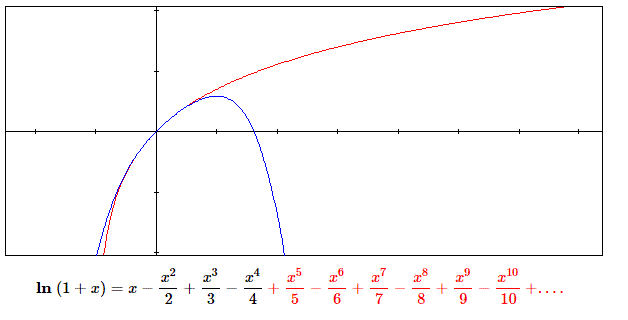 ln (1 + x) = x − x²/2 + x³/3 − x⁴/4 + x⁵/5 − x⁶/6 + x⁷/7 − x⁸/8 + x⁹/9 − x¹⁰/10 +....